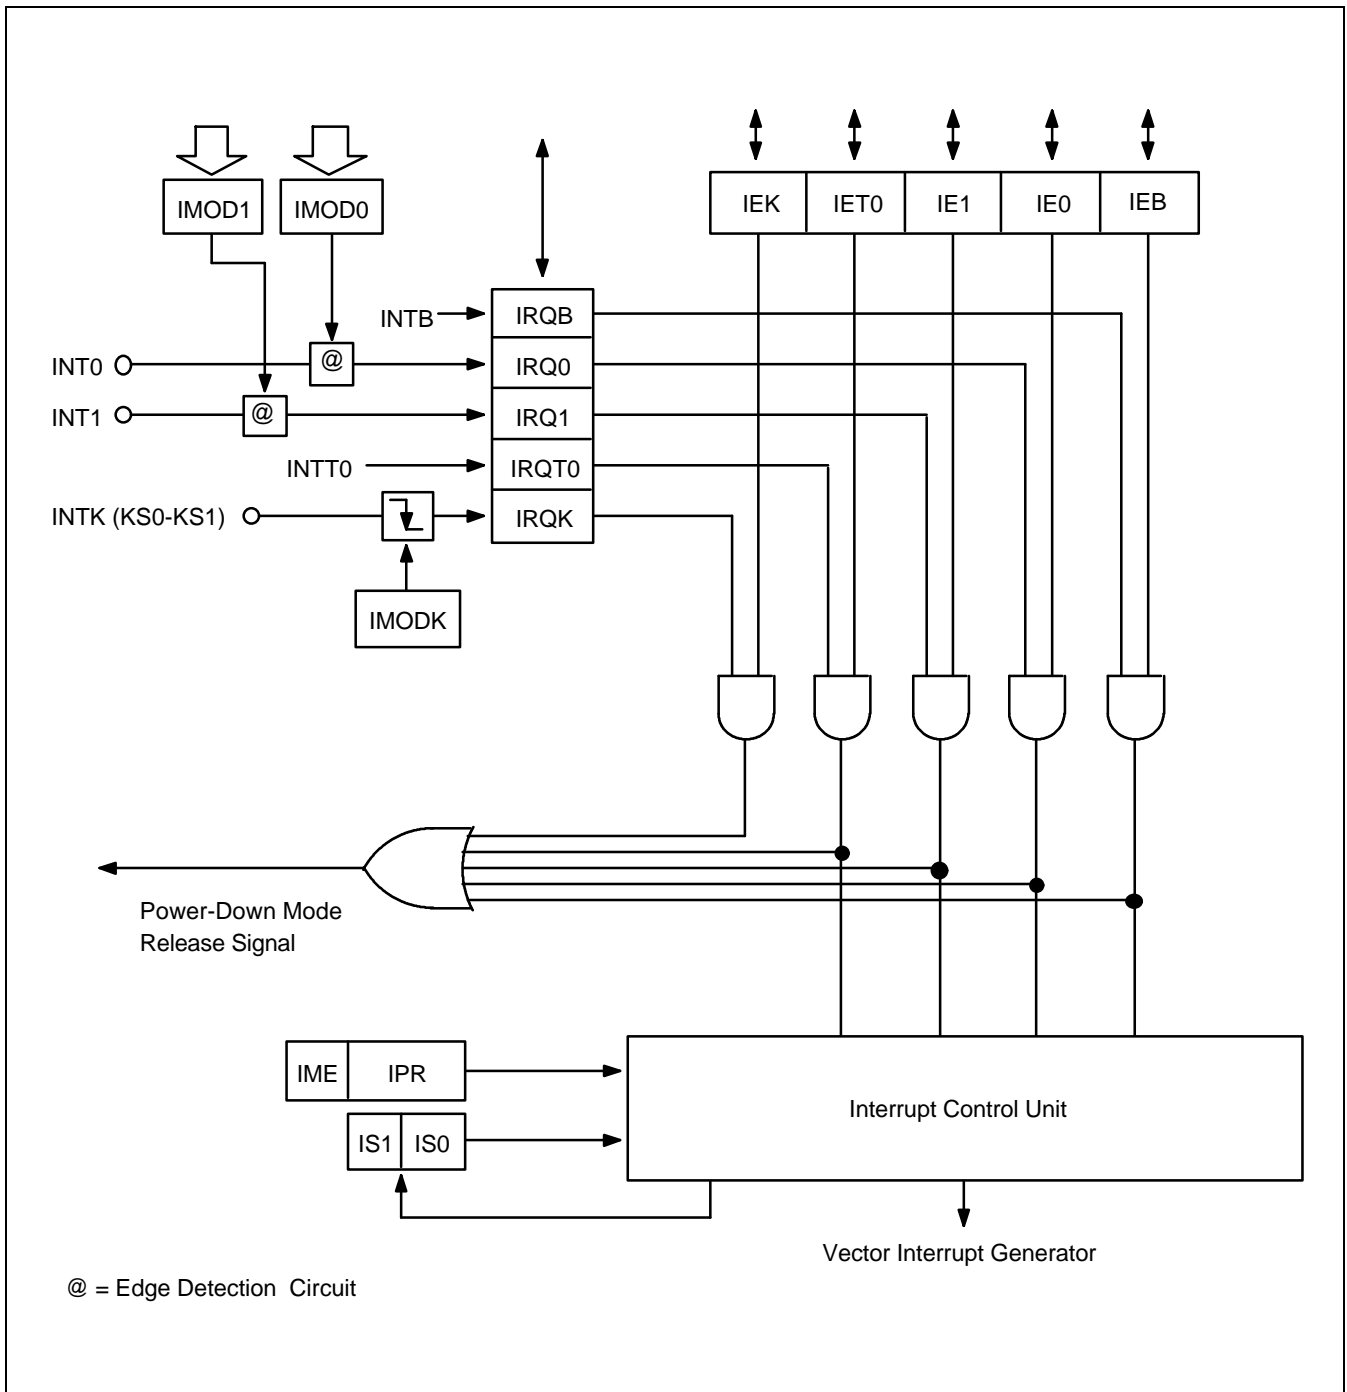 IMOD1 IMOD0
IEK IET0 IE1 IE0 IEB
INTB IRQB
INT0 @ IRQ0
INT1 @ IRQ1
INTT0 IRQT0
INTK (KS0-KS1) IRQK
IMODK
Power-Down Mode
Release Signal
IME IPR
IS1 IS0
Interrupt Control Unit
Vector Interrupt Generator
@ = Edge Detection Circuit